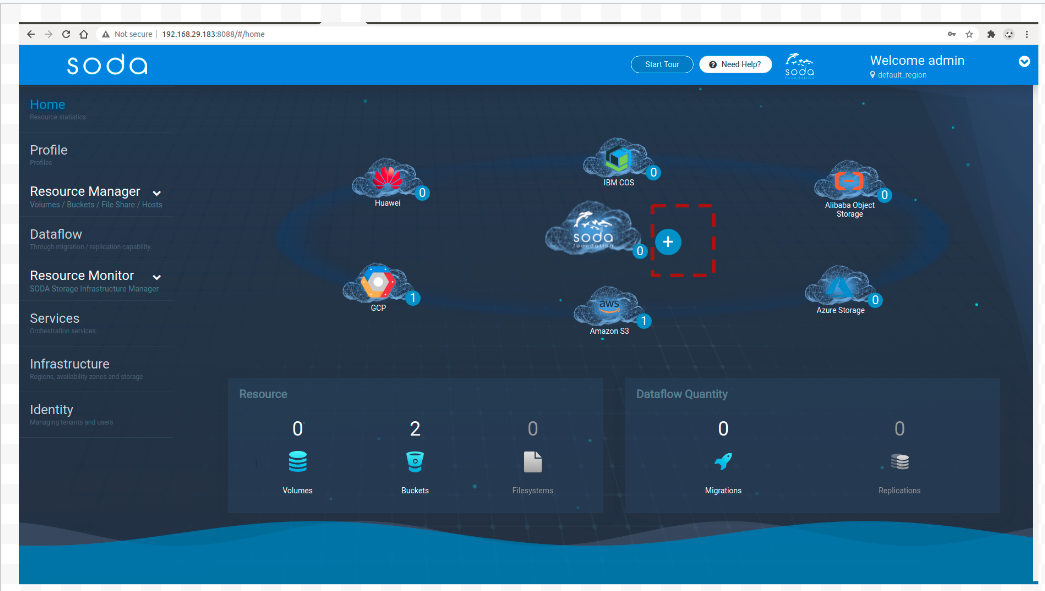 Not secure | 192.168.29.183:8088/#/home
soda
Start Tour
Need Help?
soda
foundation
Welcome admin
default_region
Home
Resource statistics
Profile
Profiles
Resource Manager
Volumes / Buckets / File Share / Hosts
Dataflow
Through migration / replication capability
Resource Monitor
SODA Storage Infrastructure Manager
Services
Orchestration services
Infrastructure
Regions, availability zones and storage
Identity
Managing tenants and users
0
Huawei
0
IBM COS
0
Alibaba Object
Storage
soda
foundation
0
+
1
GCP
aws
1
Amazon S3
0
Azure Storage
Resource
0
Volumes
2
Buckets
0
Filesystems
Dataflow Quantity
0
Migrations
0
Replications